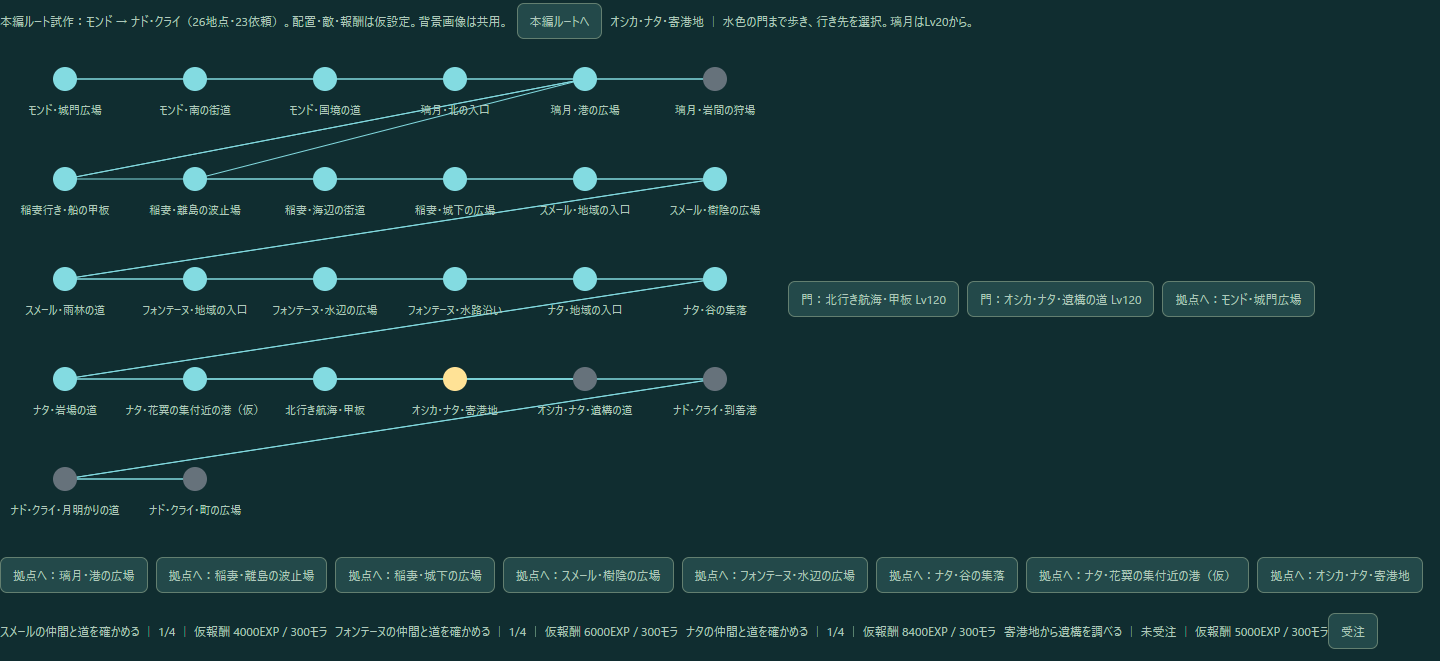 本編ルート試作：モンド → ナド・クライ（26地点・23依頼）。配置・敵・報酬は仮設定。背景画像は共用。 本編ルートへ オシカ・ナタ・寄港地 ｜ 水色の門まで歩き、行き先を選択。璃月はLv20から。
モンド・城門広場 モンド・南の街道 モンド・国境の道 璃月・北の入口 璃月・港の広場 璃月・岩間の狩場
稲妻行き・船の甲板 稲妻・離島の波止場 稲妻・海辺の街道 稲妻・城下の広場 スメール・地域の入口 スメール・樹陰の広場
スメール・雨林の道 フォンテーヌ・地域の入口 フォンテーヌ・水辺の広場 フォンテーヌ・水路沿い ナタ・地域の入口 ナタ・谷の集落
門：北行き航海・甲板 Lv120 門：オシカ・ナタ・遺構の道 Lv120 拠点へ：モンド・城門広場
ナタ・岩場の道 ナタ・花翼の集付近の港（仮） 北行き航海・甲板 オシカ・ナタ・寄港地 オシカ・ナタ・遺構の道 ナド・クライ・到着港
ナド・クライ・月明かりの道 ナド・クライ・町の広場
拠点へ：璃月・港の広場 拠点へ：稲妻・離島の波止場 拠点へ：稲妻・城下の広場 拠点へ：スメール・樹陰の広場 拠点へ：フォンテーヌ・水辺の広場 拠点へ：ナタ・谷の集落 拠点へ：ナタ・花翼の集付近の港（仮） 拠点へ：オシカ・ナタ・寄港地
スメールの仲間と道を確かめる ｜ 1/4 ｜ 仮報酬 4000EXP / 300モラ フォンテーヌの仲間と道を確かめる ｜ 1/4 ｜ 仮報酬 6000EXP / 300モラ ナタの仲間と道を確かめる ｜ 1/4 ｜ 仮報酬 8400EXP / 300モラ 寄港地から遺構を調べる ｜ 未受注 ｜ 仮報酬 5000EXP / 300モラ 受注